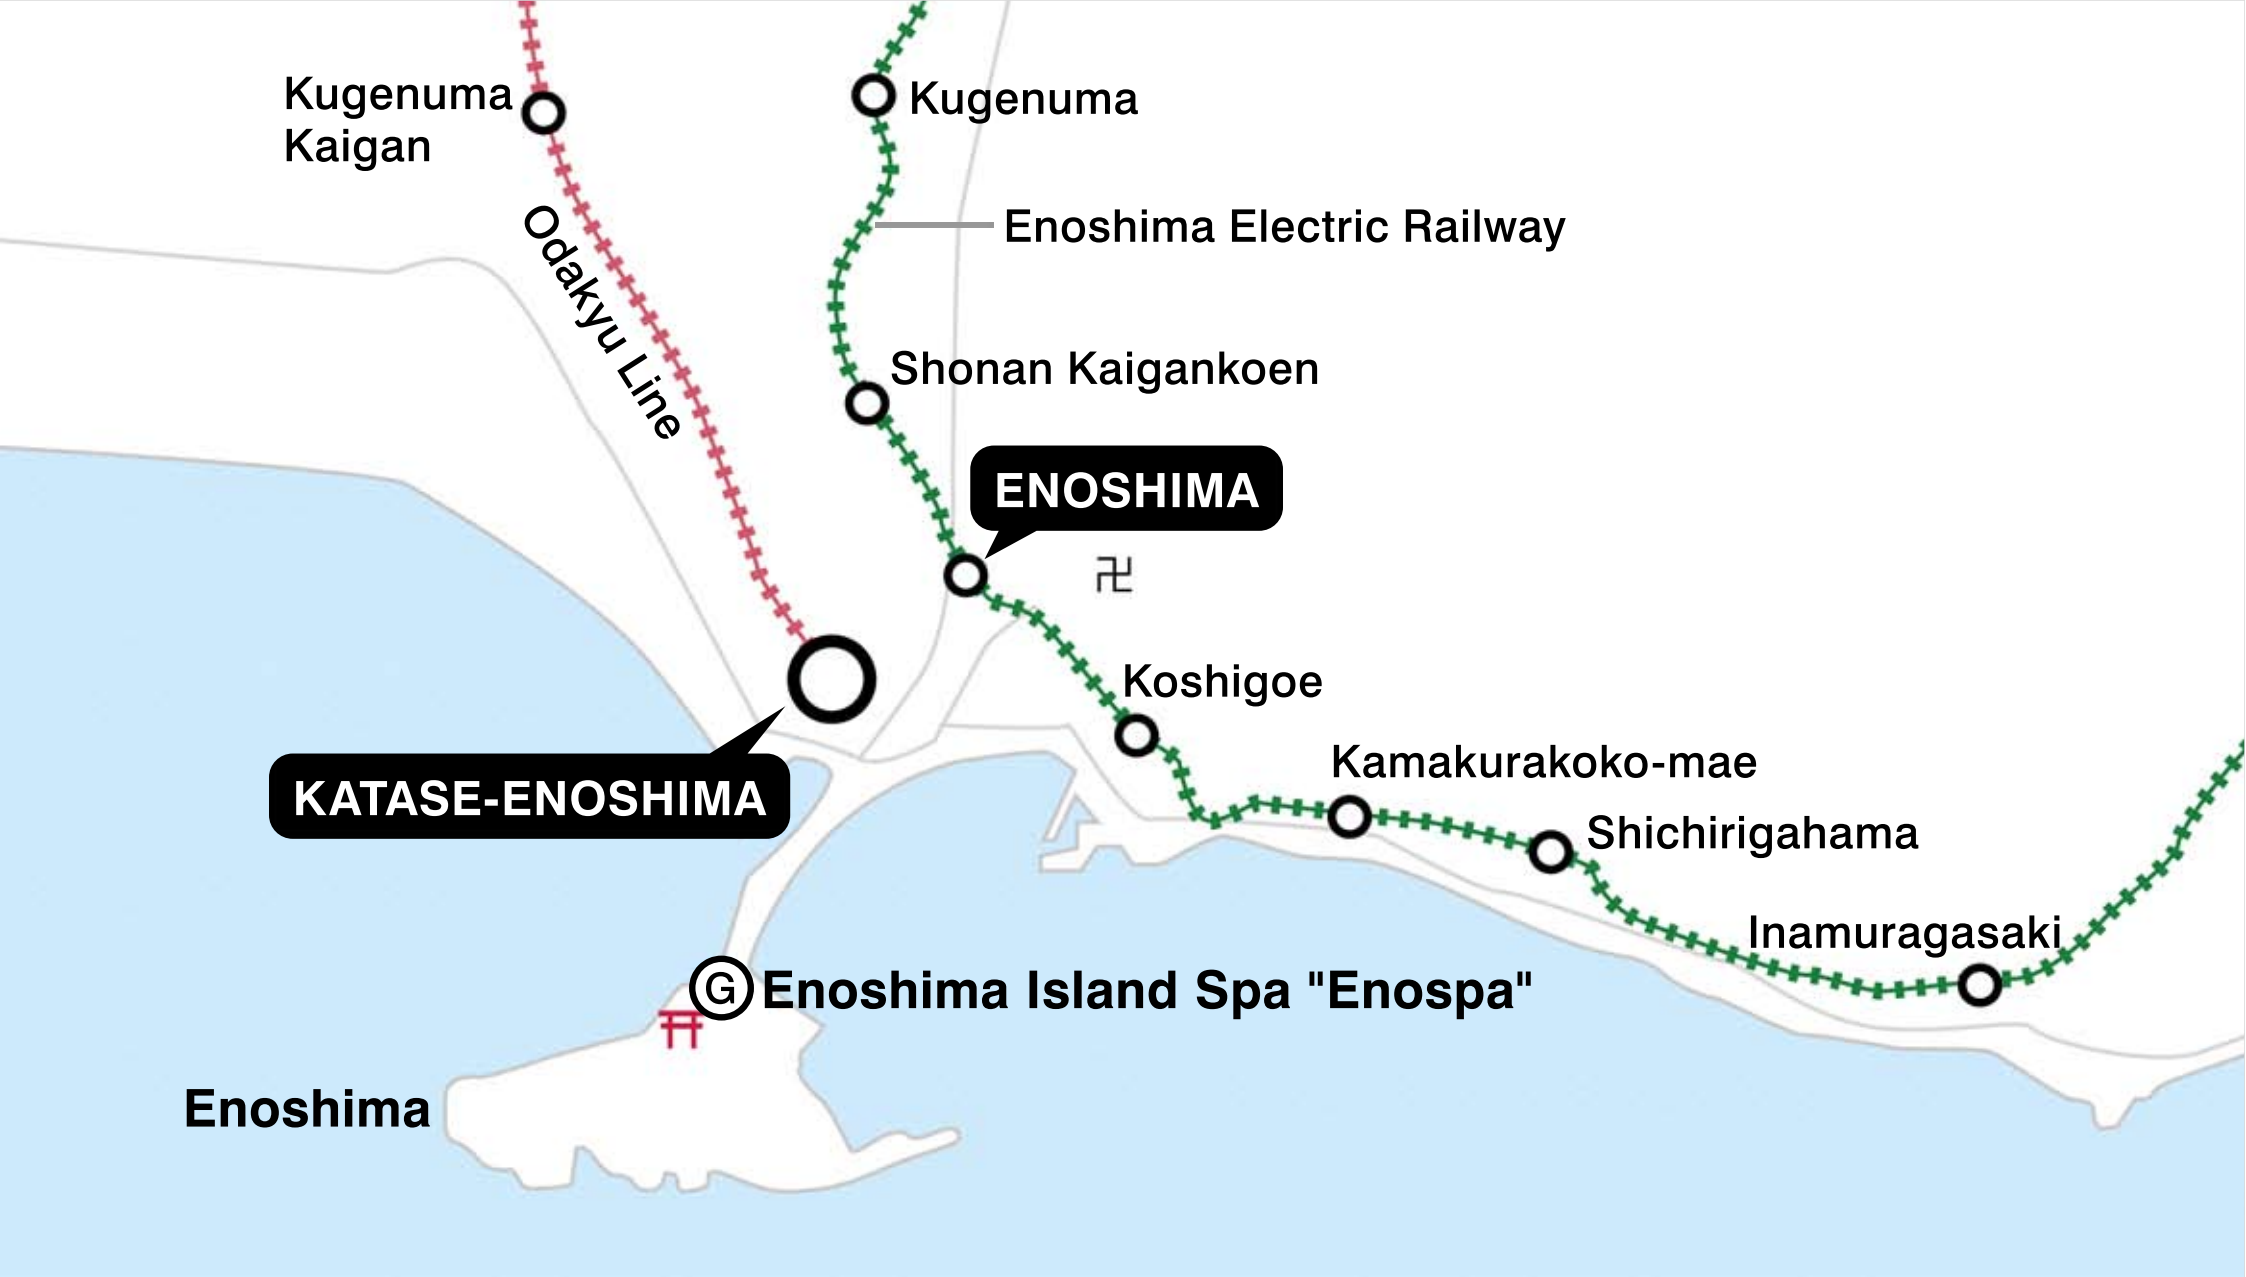 Kugenuma
Kaigan
Kugenuma
Odakyu Line
Enoshima Electric Railway
Shonan Kaigankoen
ENOSHIMA
卍
Koshigoe
KATASE-ENOSHIMA
Kamakurakoko-mae
Shichirigahama
Inamuragasaki
G Enoshima Island Spa "Enospa"
Enoshima